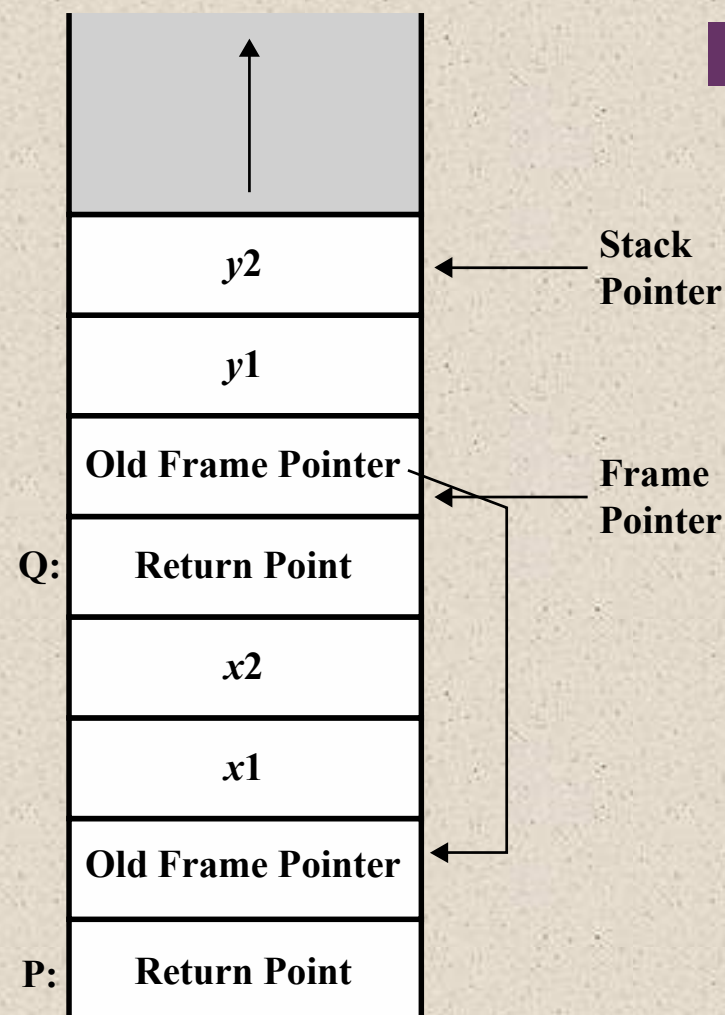 y2
Stack
Pointer
y1
Old Frame Pointer
Frame
Pointer
Q:
Return Point
x2
x1
Old Frame Pointer
P:
Return Point